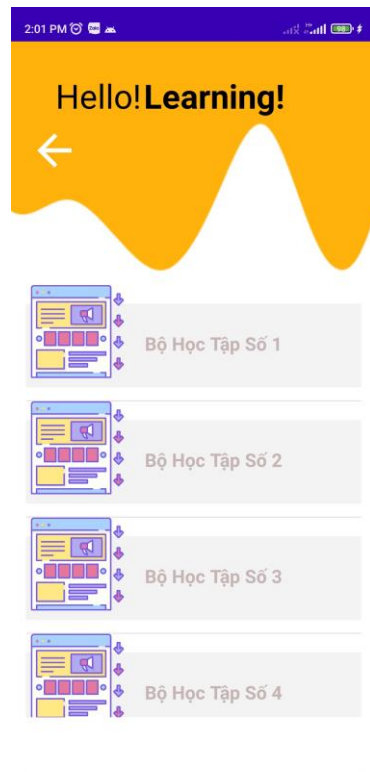 2:01 PM
Hello! Learning!
Bộ Học Tập Số 1
Bộ Học Tập Số 2
Bộ Học Tập Số 3
Bộ Học Tập Số 4